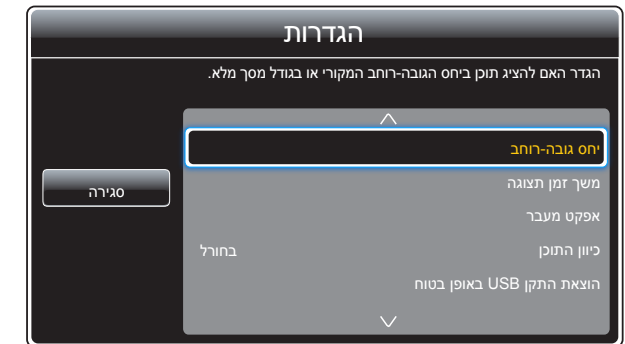 הגדרות
הגדר האם להציג תוכן ביחס הגובה-רוחב המקורי או בגודל מסך מלא.
יחס גובה-רוחב
משך זמן תצוגה
אפקט מעבר
כיוון התוכן בחורל
הוצאת התקן USB באופן בטוח
סגירה